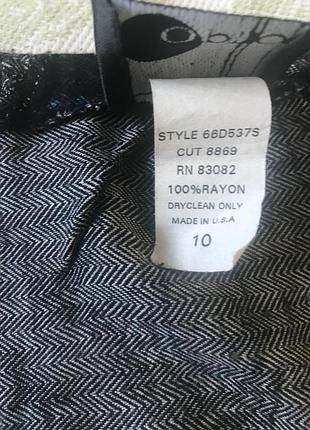 STYLE 66D537S
CUT 8869
RN 83082
100%RAYON
DRYCLEAN ONLY
MADE IN U.S.A
10